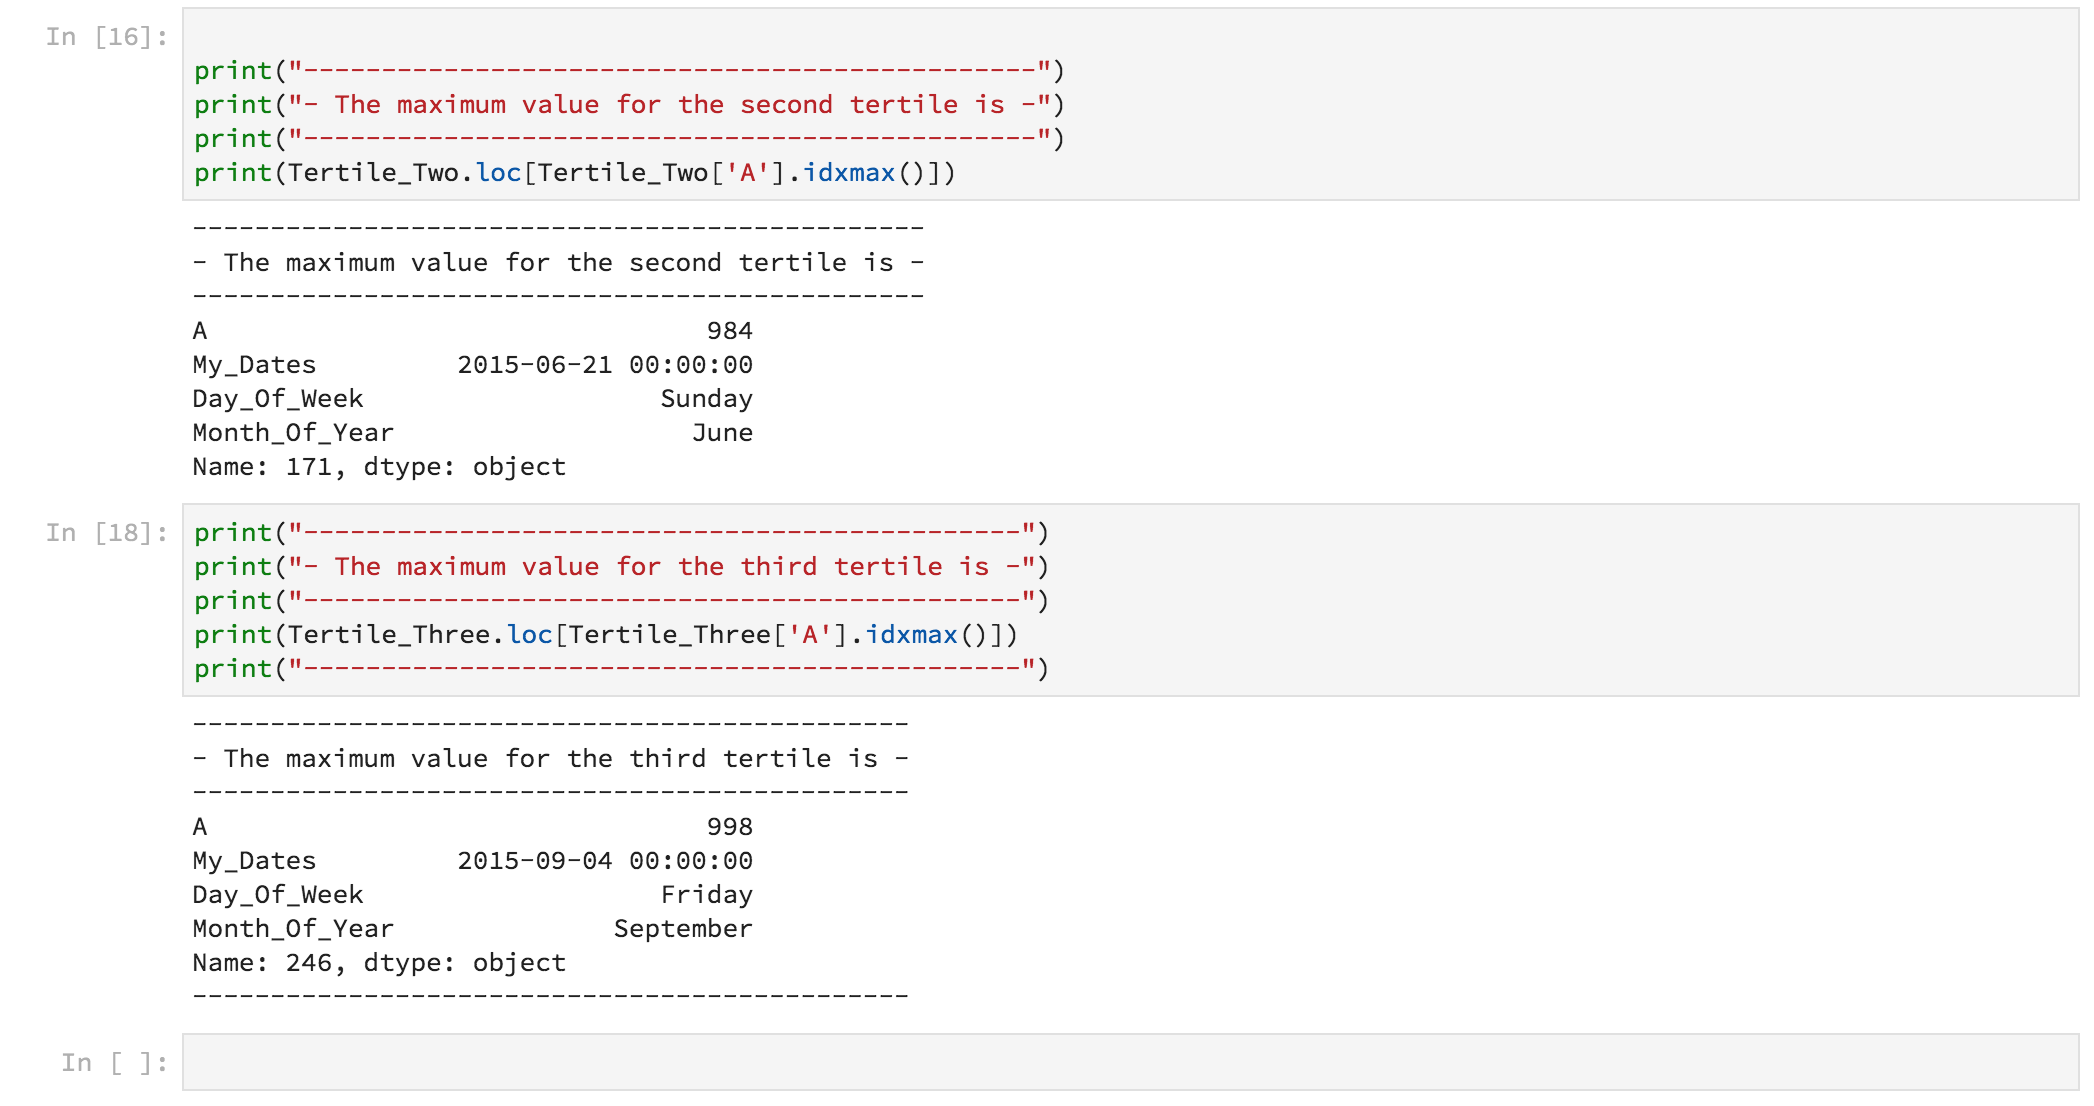 In [16]:
print("-----------------------------------------------")
print("- The maximum value for the second tertile is -")
print("-----------------------------------------------")
print(Tertile_Two.loc[Tertile_Two['A'].idxmax()])
-----------------------------------------------
- The maximum value for the second tertile is -
-----------------------------------------------
A                                984
My_Dates         2015-06-21 00:00:00
Day_Of_Week                   Sunday
Month_Of_Year                   June
Name: 171, dtype: object
In [18]:
print("----------------------------------------------")
print("- The maximum value for the third tertile is -")
print("----------------------------------------------")
print(Tertile_Three.loc[Tertile_Three['A'].idxmax()])
print("----------------------------------------------")
----------------------------------------------
- The maximum value for the third tertile is -
----------------------------------------------
A                                998
My_Dates         2015-09-04 00:00:00
Day_Of_Week                   Friday
Month_Of_Year              September
Name: 246, dtype: object
----------------------------------------------
In [ ]: